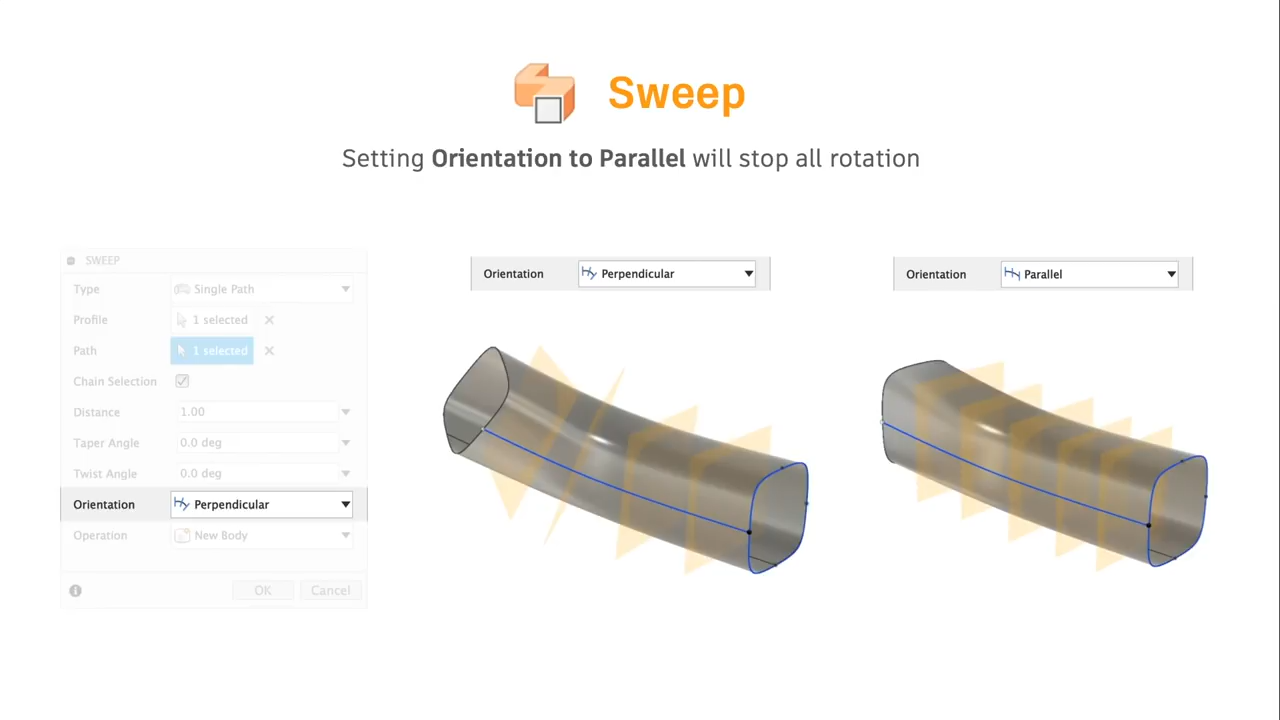 Sweep
Setting Orientation to Parallel will stop all rotation
SWEEP
Type Single Path
Profile 1 selected
Path 1 selected
Chain Selection
Distance 1.00
Taper Angle 0.0 deg
Twist Angle 0.0 deg
Orientation Perpendicular
Operation New Body
OK Cancel
Orientation Perpendicular
Orientation Parallel